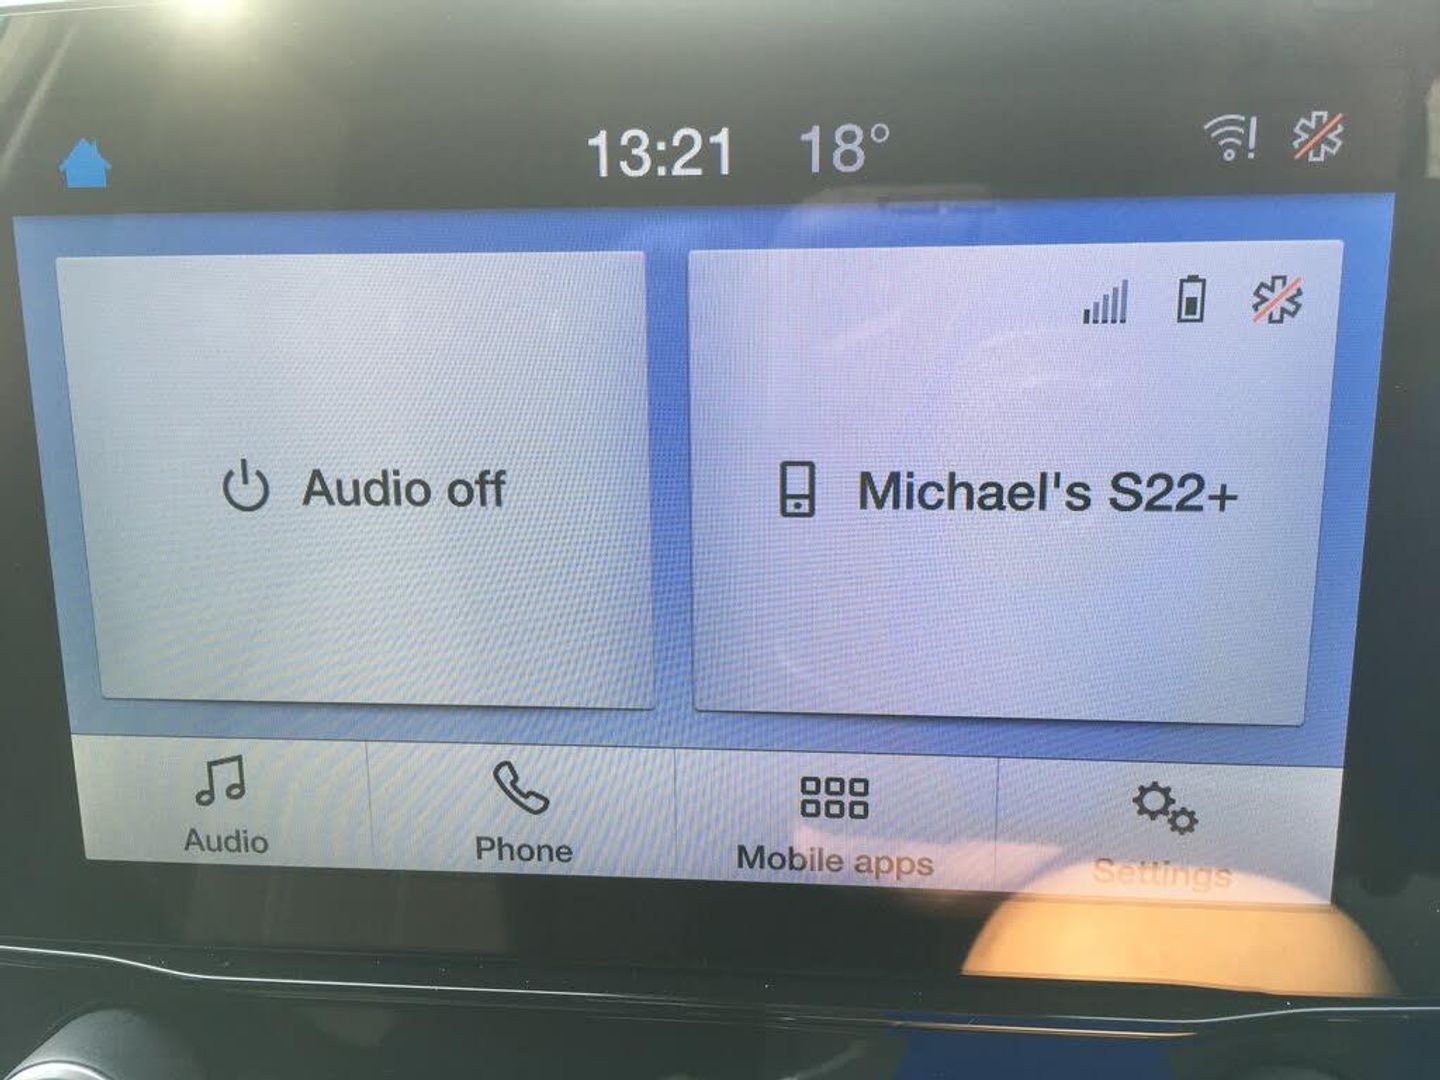 13:21 18°
Audio off
Michael's S22+
Audio
Phone
Mobile apps
Settings